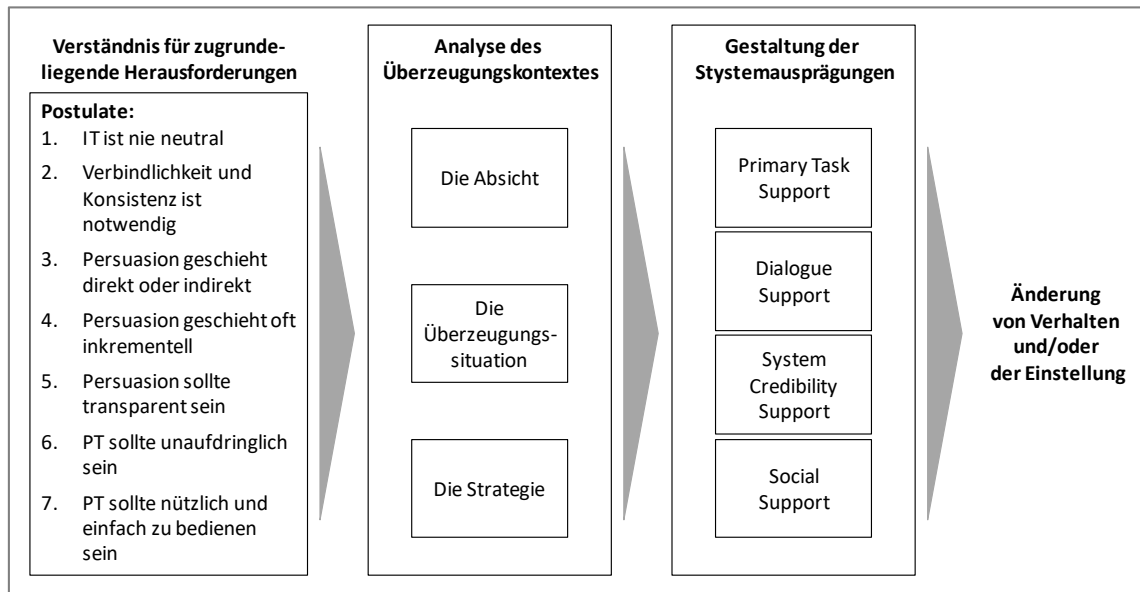 Verständnis für zugrunde-
liegende Herausforderungen
Postulate:
1. IT ist nie neutral
2. Verbindlichkeit und
Konsistenz ist
notwendig
3. Persuasion geschieht
direkt oder indirekt
4. Persuasion geschieht oft
inkrementell
5. Persuasion sollte
transparent sein
6. PT sollte unaufdringlich
sein
7. PT sollte nützlich und
einfach zu bedienen
sein
Analyse des
Überzeugungskontextes
Die Absicht
Die
Überzeugungs-
situation
Die Strategie
Gestaltung der
Stystemausprägungen
Primary Task
Support
Dialogue
Support
System
Credibility
Support
Social
Support
Änderung
von Verhalten
und/oder
der Einstellung